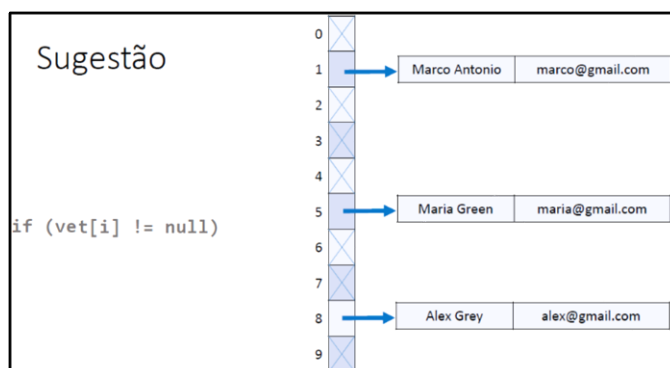 Sugestão
0
1 Marco Antonio marco@gmail.com
2
3
4
5 Maria Green maria@gmail.com
if (vet[i] != null)
6
7
8 Alex Grey alex@gmail.com
9